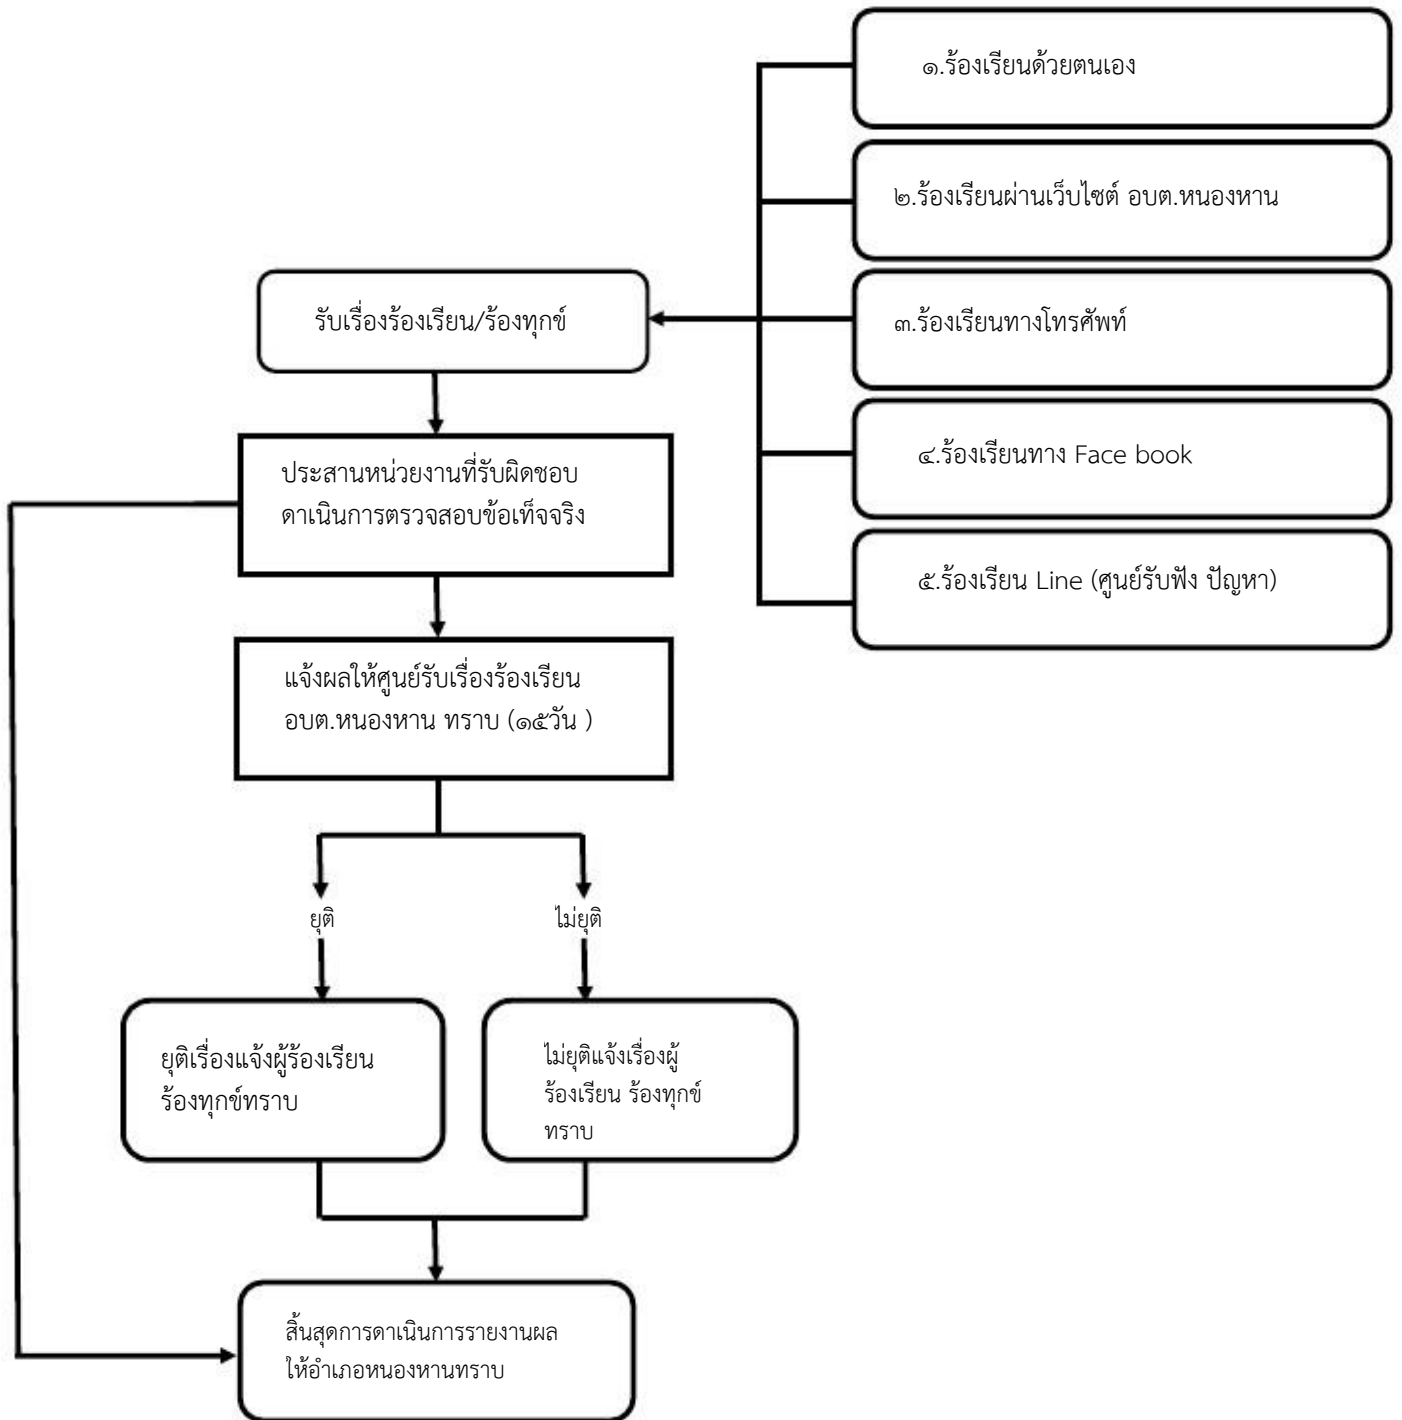 ๑.ร้องเรียนด้วยตนเอง
๒.ร้องเรียนผ่านเว็บไซต์ อบต.หนองหาน
๓.ร้องเรียนทางโทรศัพท์
๔.ร้องเรียนทาง Face book
๕.ร้องเรียน Line (ศูนย์รับฟัง ปัญหา)
รับเรื่องร้องเรียน/ร้องทุกข์
ประสานหน่วยงานที่รับผิดชอบ
ดาเนินการตรวจสอบข้อเท็จจริง
แจ้งผลให้ศูนย์รับเรื่องร้องเรียน
อบต.หนองหาน ทราบ (๑๕วัน )
ยุติ
ไม่ยุติ
ยุติเรื่องแจ้งผู้ร้องเรียน
ร้องทุกข์ทราบ
ไม่ยุติแจ้งเรื่องผู้
ร้องเรียน ร้องทุกข์
ทราบ
สิ้นสุดการดาเนินการรายงานผล
ให้อำเภอหนองหานทราบ